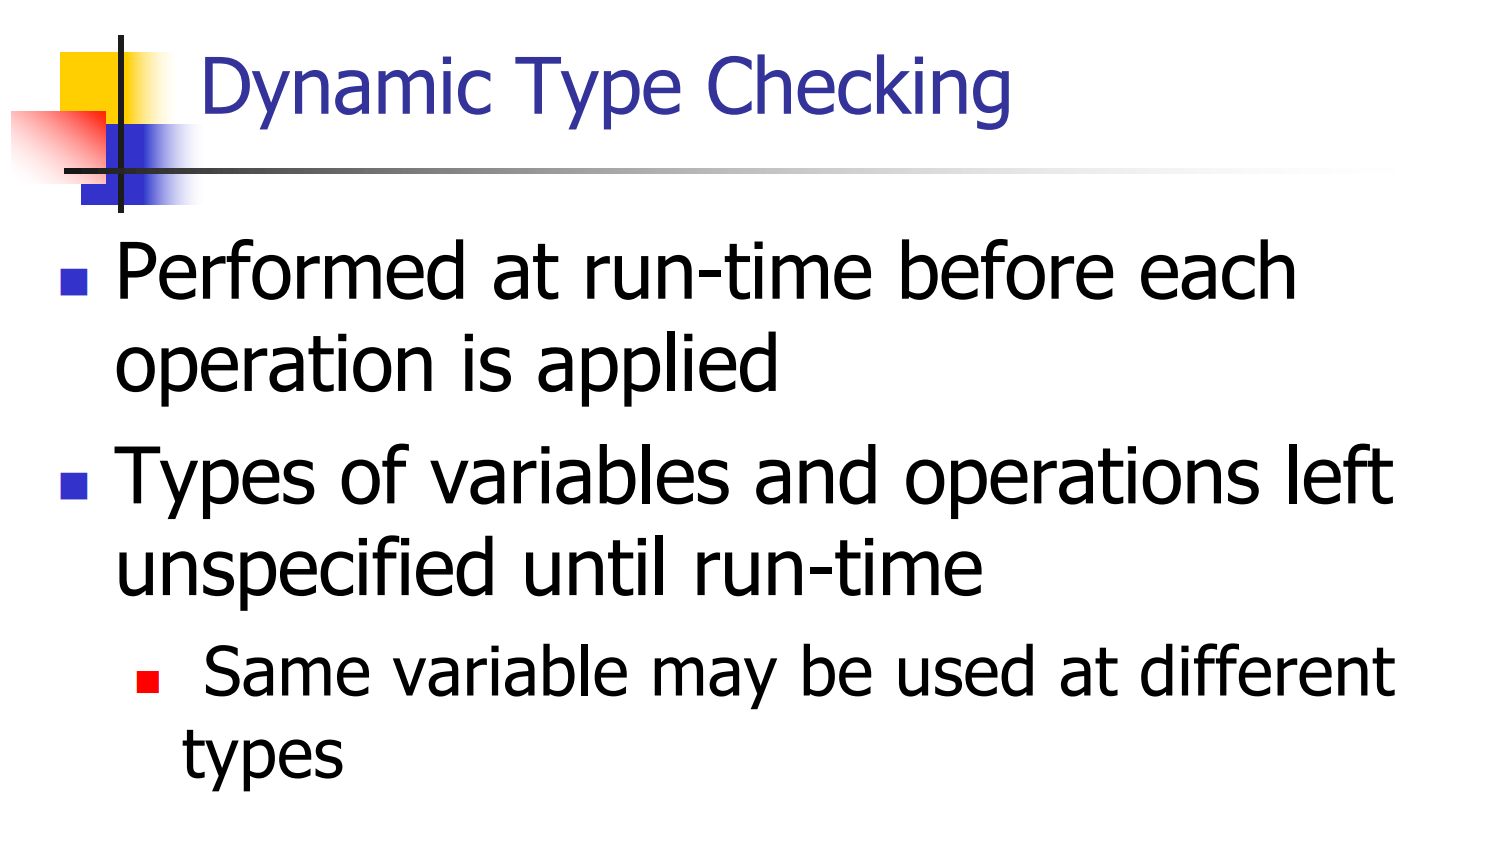 Dynamic Type Checking
Performed at run-time before each
operation is applied
Types of variables and operations left
unspecified until run-time
Same variable may be used at different
types